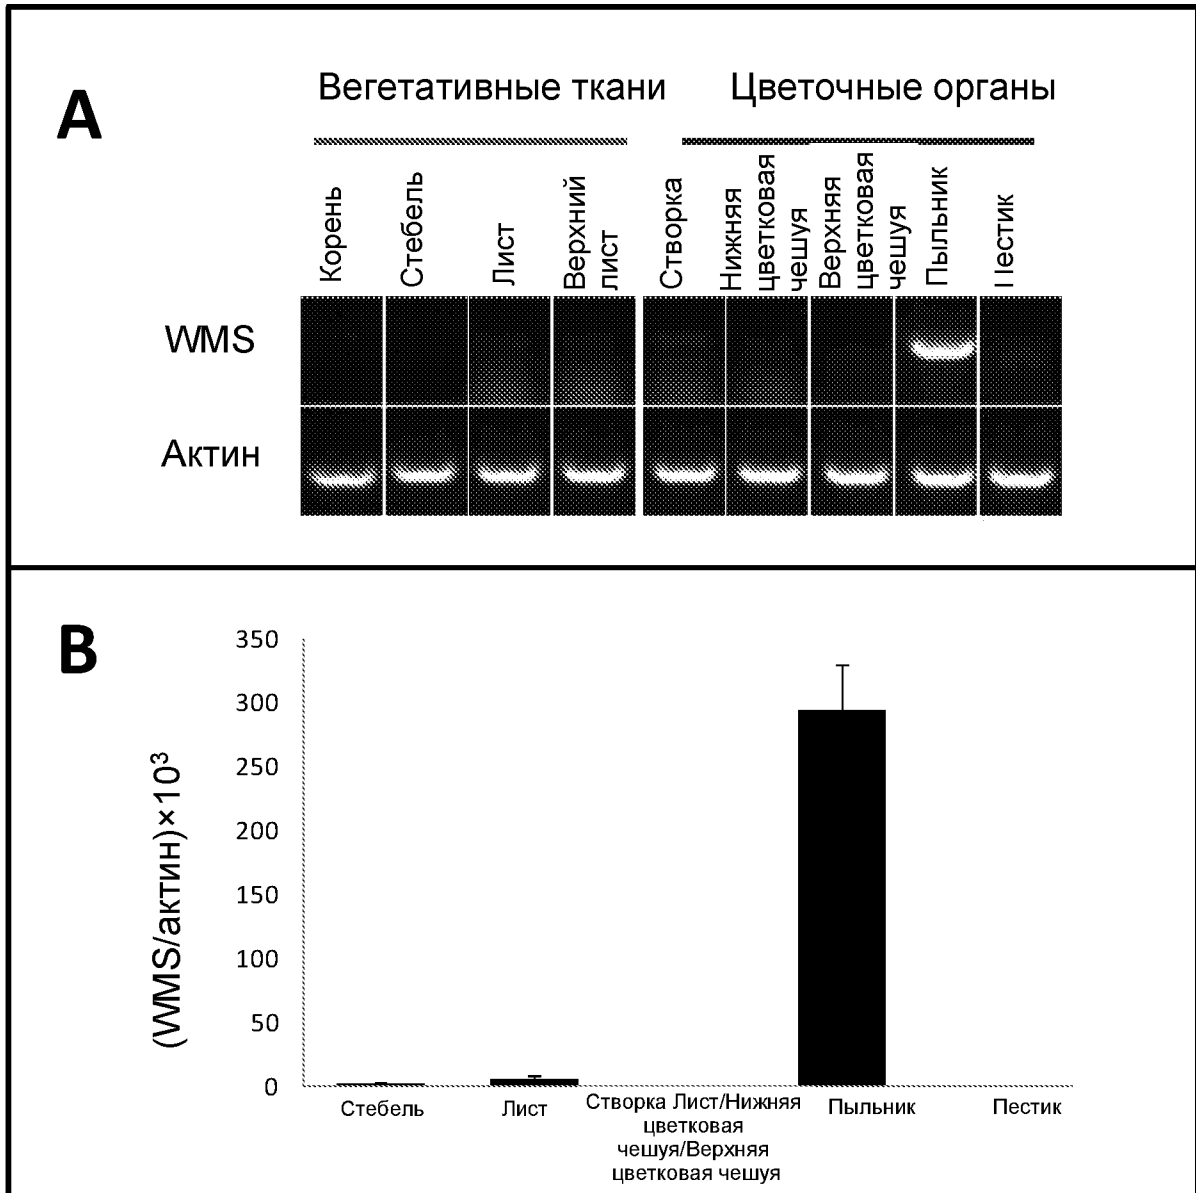 A
Вегетативные ткани
Цветочные органы
Корень
Стебель
Лист
Верхний
лист
Створка
Нижняя
цветковая
чешуя
Верхняя
цветковая
чешуя
Пыльник
Пестик
WMS
Актин
B
(WMS/актин)×10³
350
300
250
200
150
100
50
0
Стебель
Лист
Створка Лист/Нижняя
цветковая
чешуя/Верхняя
цветковая чешуя
Пыльник
Пестик